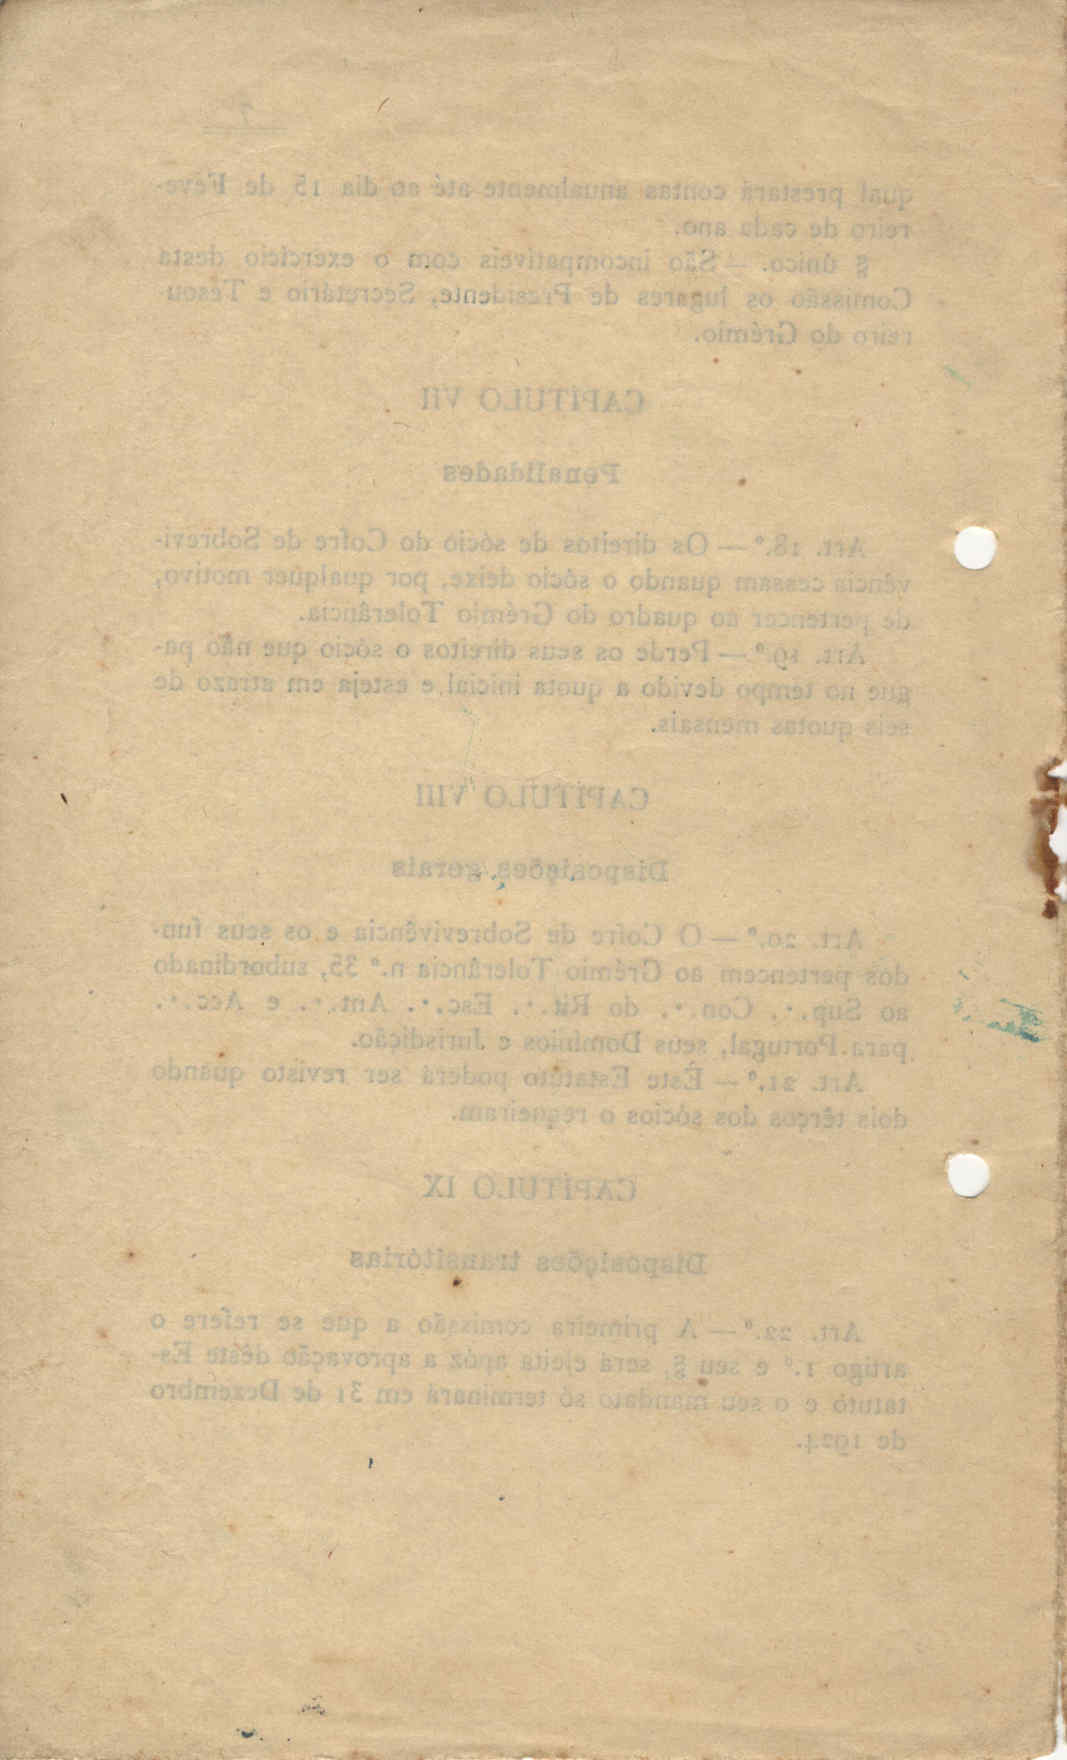 7
qual prestará contas anualmente até ao dia 15 de Feve-
reiro de cada ano.
§ único. — São incompatíveis com o exercício desta
Comissão os lugares de Presidente, Secretário e Tesou-
reiro do Grémio.
CAPÍTULO VII
Penalidades
Art. 18.º — Os direitos de sócio do Cofre de Sobrevi-
vência cessam quando o sócio deixe, por qualquer motivo,
de pertencer ao quadro do Grémio Tolerância.
Art. 19.º — Perde os seus direitos o sócio que não pa-
gue no tempo devido a quota inicial e esteja em atrazo de
seis quotas mensais.
CAPÍTULO VIII
Disposições gerais
Art. 20.º — O Cofre de Sobrevivência e os seus fun-
dos pertencem ao Grémio Tolerância n.º 35, subordinado
ao Sup.∴ Con.∴ do Rit.∴ Esc.∴ Ant.∴ e Acc.∴
para Portugal, seus Domínios e Jurisdição.
Art. 21.º — Êste Estatuto poderá ser revisto quando
dois têrços dos sócios o requeiram.
CAPÍTULO IX
Disposições transitórias
Art. 22.º — A primeira comissão a que se refere o
artigo 1.º e seu §, será eleita apóz a aprovação dêste Es-
tatuto e o seu mandato só terminará em 31 de Dezembro
de 1924.